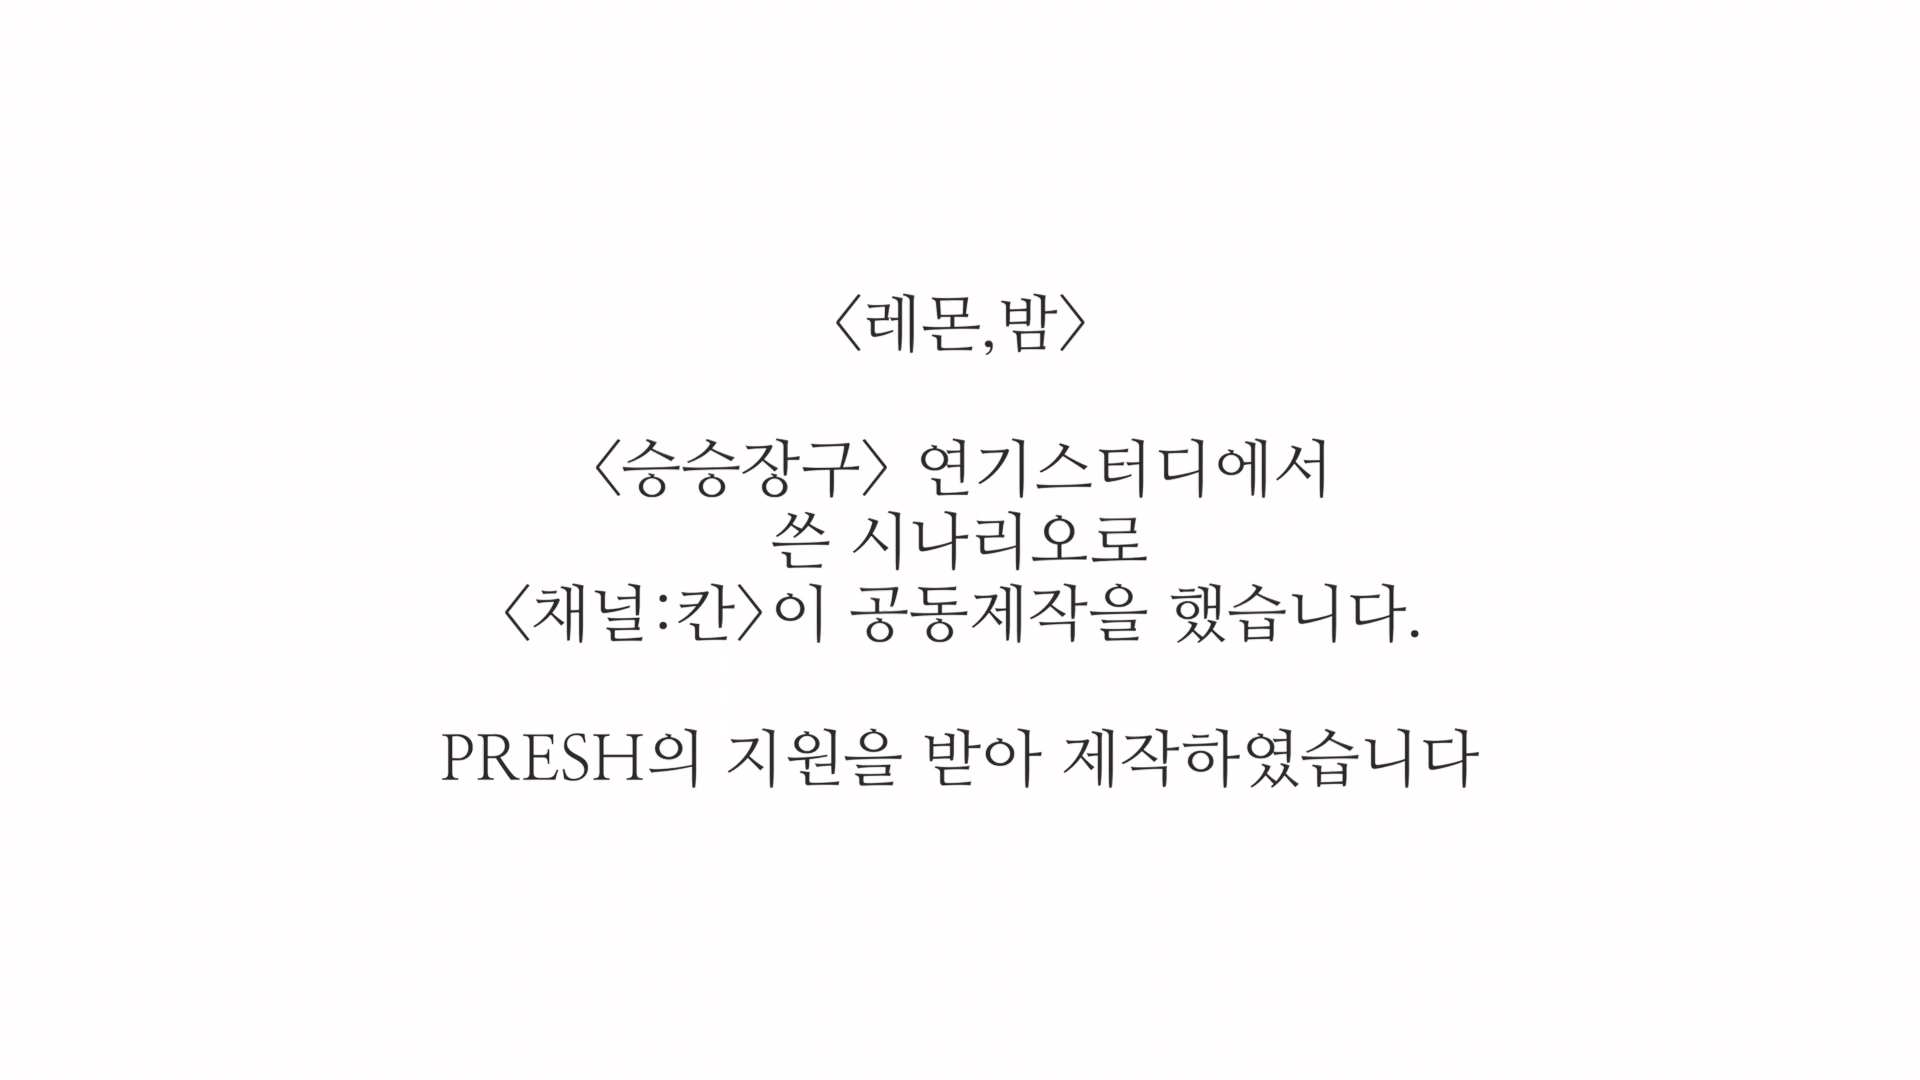 〈레몬,밤〉
〈승승장구〉 연기스터디에서
쓴 시나리오로
〈채널:칸〉이 공동제작을 했습니다.
PRESH의 지원을 받아 제작하였습니다